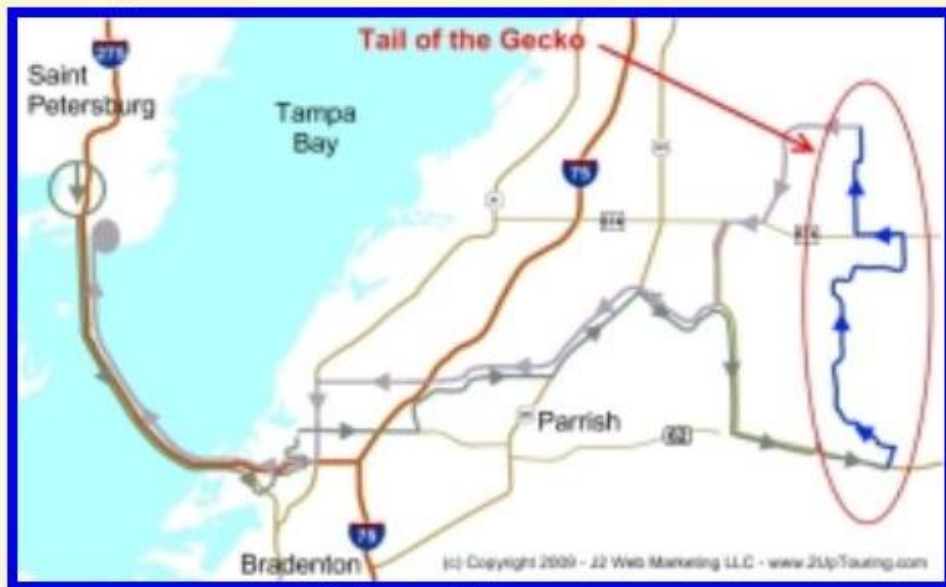 Tail of the Gecko
275
Saint
Petersburg
Tampa
Bay
75
674
Parrish
62
75
Bradenton
(c) Copyright 2009 - J2 Web Marketing LLC - www.2UpTouring.com